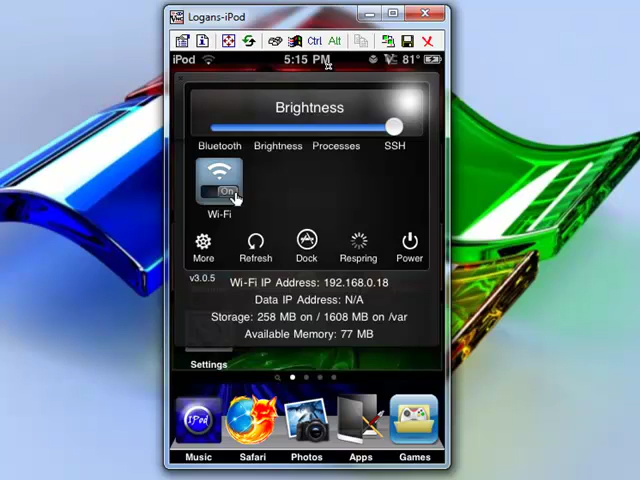 Logans-iPod
Ctrl Alt
iPod 5:15 PM 81°
Brightness
Bluetooth Brightness Processes SSH
On
Wi-Fi
More Refresh Dock Respring Power
v3.0.5
Wi-Fi IP Address: 192.168.0.18
Data IP Address: N/A
Storage: 258 MB on / 1608 MB on /var
Available Memory: 77 MB
Settings
IPod
Music Safari Photos Apps Games